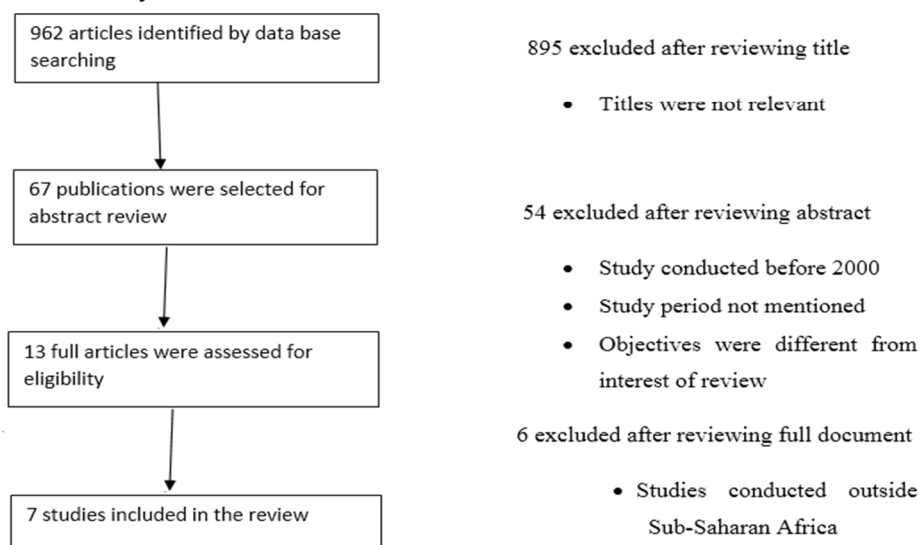 962 articles identified by data base
searching
895 excluded after reviewing title
• Titles were not relevant
67 publications were selected for
abstract review
54 excluded after reviewing abstract
• Study conducted before 2000
• Study period not mentioned
• Objectives were different from
interest of review
13 full articles were assessed for
eligibility
6 excluded after reviewing full document
• Studies conducted outside
Sub-Saharan Africa
7 studies included in the review